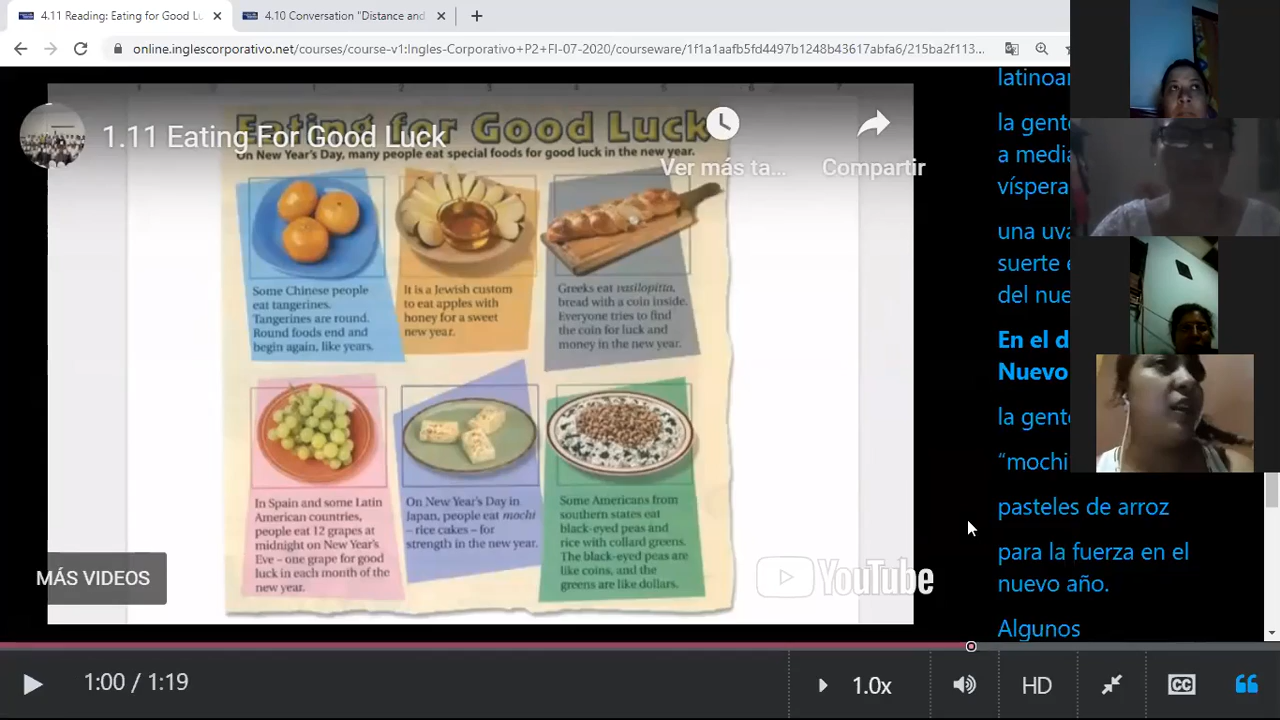 4.11 Reading: Eating for Good Lu
4.10 Conversation "Distance and
online.inglescorporativo.net/courses/course-v1:Ingles-Corporativo+P2+FI-07-2020/courseware/1f1a1aafb5fd4497b1248b43617abfa6/215ba2f113...
Eating for Good Luck
1.11 Eating For Good Luck
Ver más ta...
Compartir
On New Year's Day, many people eat special foods for good luck in the new year.
Some Chinese people
eat tangerines.
Tangerines are round.
Round foods end and
begin again, like years.
It is a Jewish custom
to eat apples with
honey for a sweet
new year.
Greeks eat vasilopitta,
bread with a coin inside.
Everyone tries to find
the coin for luck and
money in the new year.
In Spain and some Latin
American countries,
people eat 12 grapes at
midnight on New Year's
Eve – one grape for good
luck in each month of the
new year.
On New Year's Day in
Japan, people eat mochi
– rice cakes – for
strength in the new year.
Some Americans from
southern states eat
black-eyed peas and
rice with collard greens.
The black-eyed peas are
like coins, and the
greens are like dollars.
MÁS VIDEOS
YouTube
latinoa
la gent
a media
víspera
una uva
suerte
del nue
En el d
Nuevo
la gent
“mochi
pasteles de arroz
para la fuerza en el
nuevo año.
Algunos
1:00 / 1:19
1.0x
HD
CC